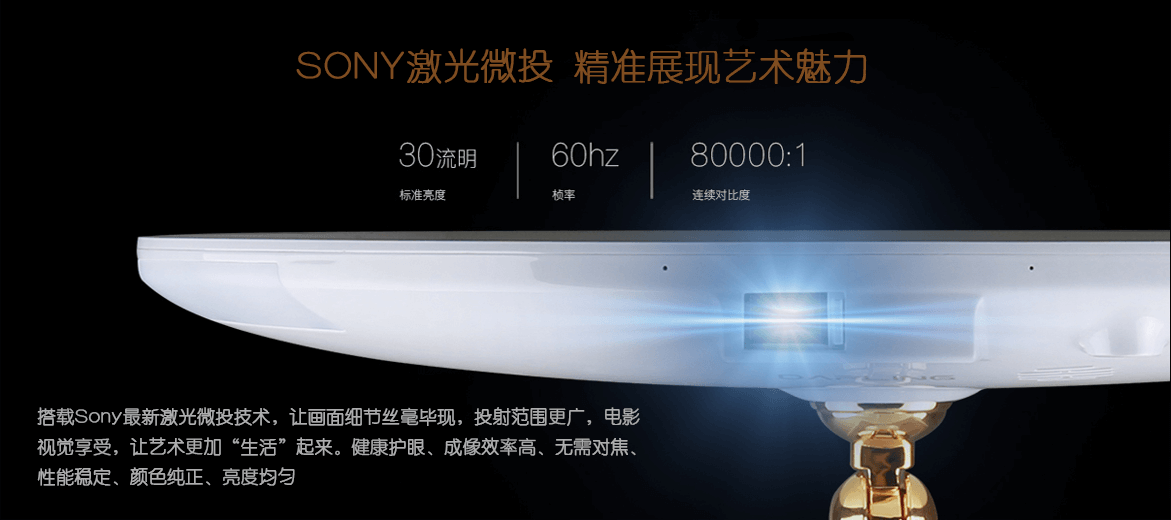 SONY激光微投 精准展现艺术魅力
30流明
60hz
80000:1
标准亮度
桢率
连续对比度
搭载Sony最新激光微投技术，让画面细节丝毫毕现，投射范围更广，电影
视觉享受，让艺术更加“生活”起来。健康护眼、成像效率高、无需对焦、
性能稳定、颜色纯正、亮度均匀